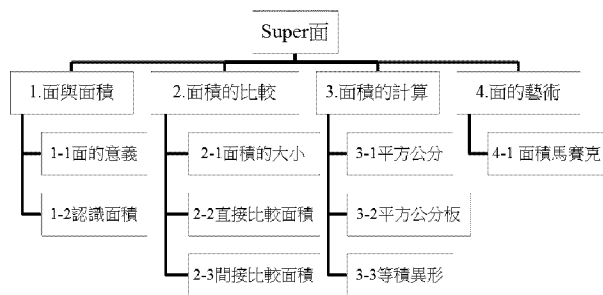 Super面
1.面與面積
2.面積的比較
3.面積的計算
4.面的藝術
1-1面的意義
2-1面積的大小
3-1平方公分
4-1 面積馬賽克
1-2認識面積
2-2直接比較面積
3-2平方公分板
2-3間接比較面積
3-3等積異形